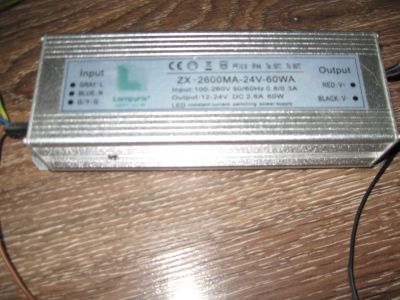 Input
GRAY:L
BLUE:N
G/Y:G
Lampyris
ZX-2600MA-24V-60WA
Input:100-260V 50/60Hz 0.6/0.3A
Output:12-24V DC 2.6A 60W
LED constant current switching power supply
Output
RED:V+
BLACK:V-